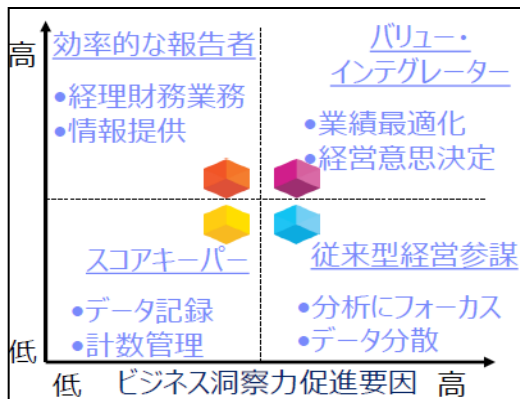 高
効率的な報告者
•経理財務業務
•情報提供
バリュー・
インテグレーター
•業績最適化
•経営意思決定
スコアキーパー
•データ記録
•計数管理
従来型経営参謀
•分析にフォーカス
•データ分散
低
低 ビジネス洞察力促進要因 高